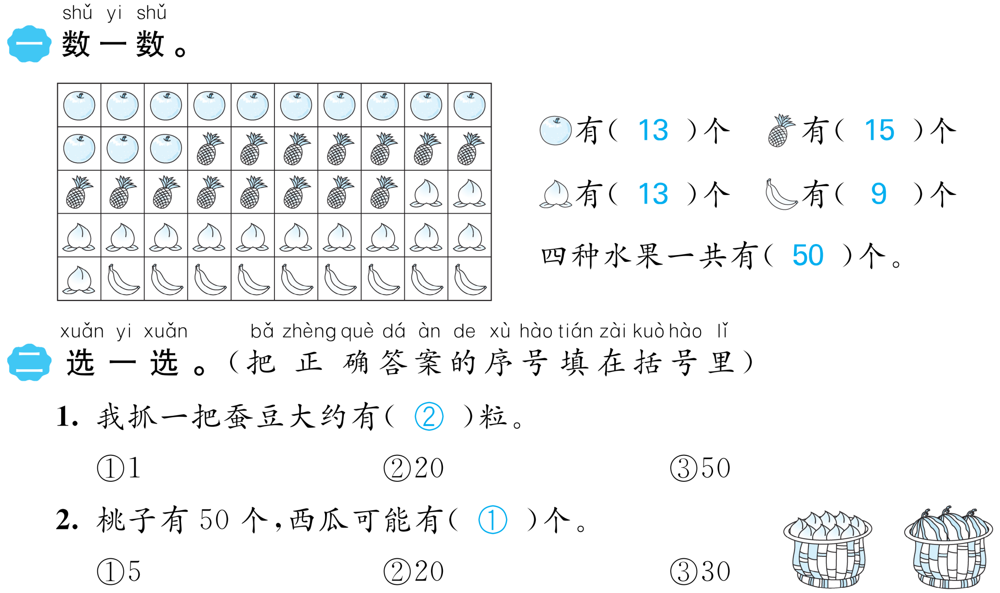 shǔ yi shǔ
一 数一数。
有( 13 )个 有( 15 )个
有( 13 )个 有( 9 )个
四种水果一共有( 50 )个。
xuǎn yi xuǎn bǎ zhèng què dá àn de xù hào tián zài kuò hào lǐ
二 选一选。(把正确答案的序号填在括号里)
1. 我抓一把蚕豆大约有( ② )粒。
①1 ②20 ③50
2. 桃子有 50 个,西瓜可能有( ① )个。
①5 ②20 ③30